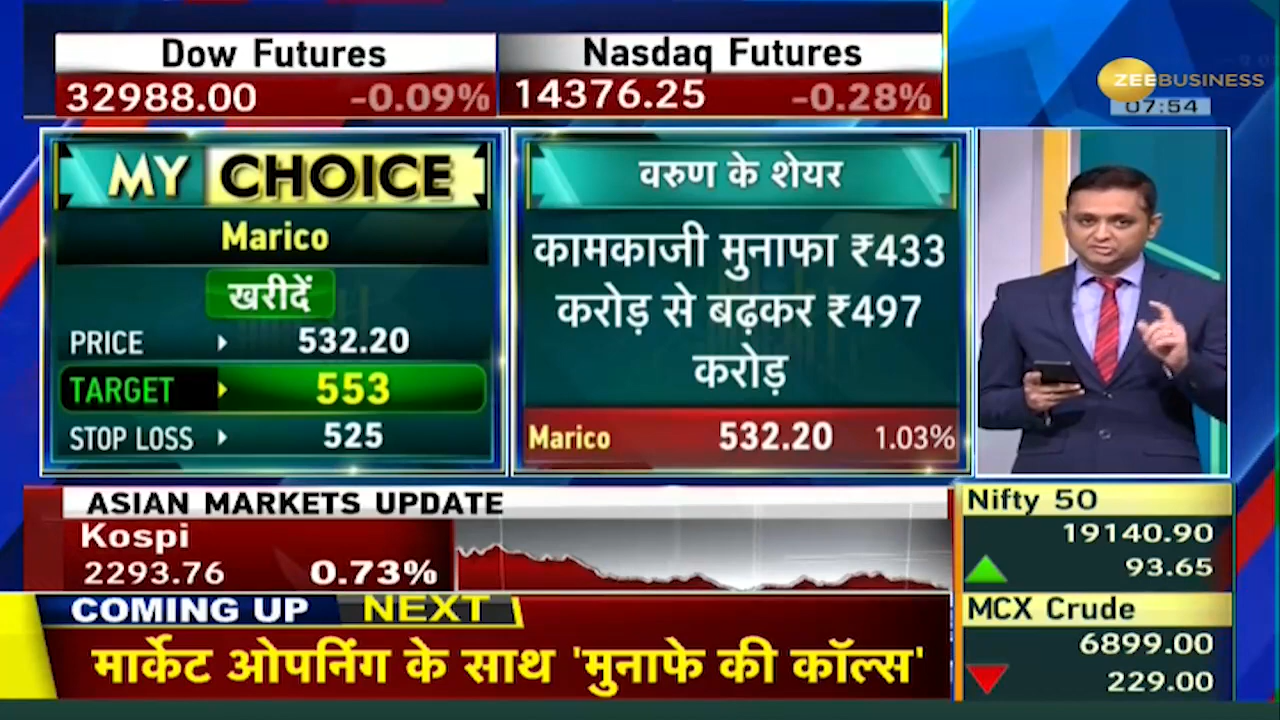 Dow Futures
32988.00 -0.09%
Nasdaq Futures
14376.25 -0.28%
ZEEBUSINESS
07:54
MY CHOICE
Marico
खरीदें
PRICE 532.20
TARGET 553
STOP LOSS 525
वरुण के शेयर
कामकाजी मुनाफा ₹433
करोड़ से बढ़कर ₹497
करोड़
Marico 532.20 1.03%
ASIAN MARKETS UPDATE
Kospi
2293.76 0.73%
Nifty 50
19140.90
93.65
MCX Crude
6899.00
229.00
COMING UP NEXT
मार्केट ओपनिंग के साथ 'मुनाफे की कॉल्स'